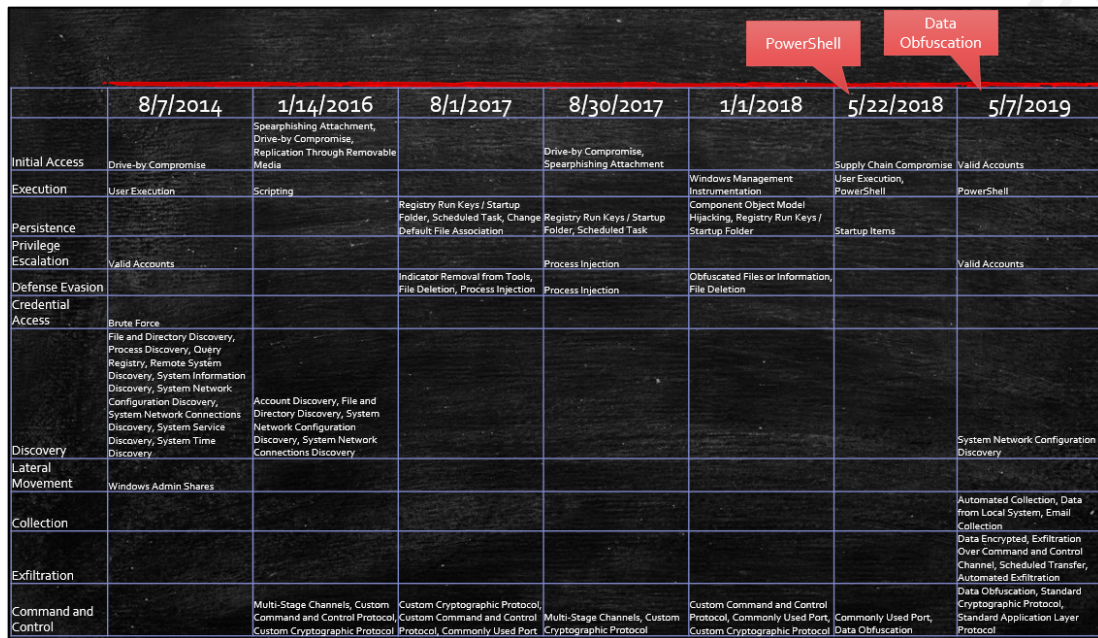 PowerShell
Data
Obfuscation
8/7/2014
1/14/2016
8/1/2017
8/30/2017
1/1/2018
5/22/2018
5/7/2019
Initial Access
Drive-by Compromise
Spearphishing Attachment,
Drive-by Compromise,
Replication Through Removable
Media
Drive-by Compromise,
Spearphishing Attachment
Supply Chain Compromise
Valid Accounts
Execution
User Execution
Scripting
Windows Management
Instrumentation
User Execution,
PowerShell
PowerShell
Persistence
Registry Run Keys / Startup
Folder, Scheduled Task, Change
Default File Association
Registry Run Keys / Startup
Folder, Scheduled Task
Component Object Model
Hijacking, Registry Run Keys /
Startup Folder
Startup Items
Privilege
Escalation
Valid Accounts
Process Injection
Valid Accounts
Defense Evasion
Indicator Removal from Tools,
File Deletion, Process Injection
Process Injection
Obfuscated Files or Information,
File Deletion
Credential
Access
Brute Force
Discovery
File and Directory Discovery,
Process Discovery, Query
Registry, Remote System
Discovery, System Information
Discovery, System Network
Configuration Discovery,
System Network Connections
Discovery, System Service
Discovery, System Time
Discovery
Account Discovery, File and
Directory Discovery, System
Network Configuration
Discovery, System Network
Connections Discovery
System Network Configuration
Discovery
Lateral
Movement
Windows Admin Shares
Collection
Automated Collection, Data
from Local System, Email
Collection
Exfiltration
Data Encrypted, Exfiltration
Over Command and Control
Channel, Scheduled Transfer,
Automated Exfiltration
Command and
Control
Multi-Stage Channels, Custom
Command and Control Protocol,
Custom Cryptographic Protocol
Custom Cryptographic Protocol,
Custom Command and Control
Protocol, Commonly Used Port
Multi-Stage Channels, Custom
Cryptographic Protocol
Custom Command and Control
Protocol, Commonly Used Port,
Custom Cryptographic Protocol
Commonly Used Port,
Data Obfuscation
Data Obfuscation, Standard
Cryptographic Protocol,
Standard Application Layer
Protocol